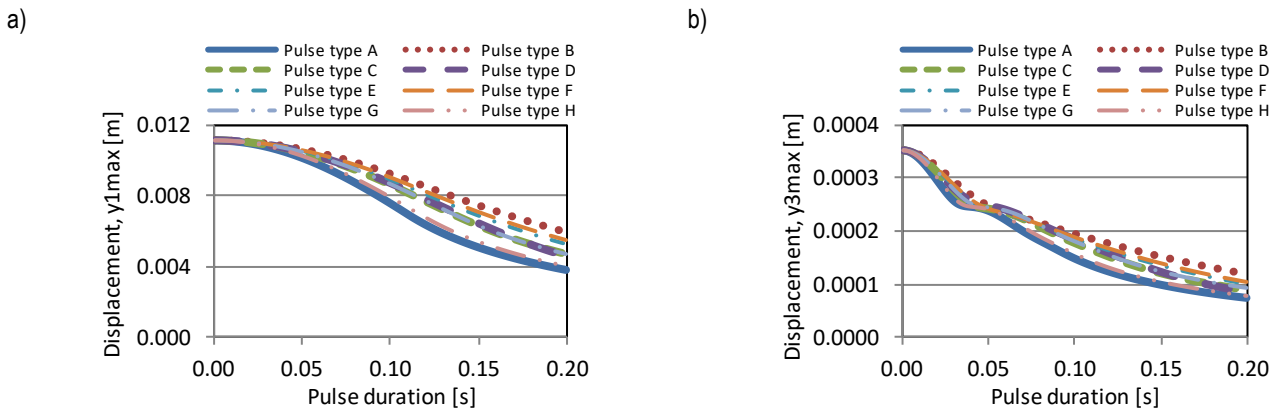 a)
Pulse type A Pulse type B
Pulse type C Pulse type D
Pulse type E Pulse type F
Pulse type G Pulse type H
Displacement, y1max [m]
0.012
0.008
0.004
0.000
0.00 0.05 0.10 0.15 0.20
Pulse duration [s]
b)
Pulse type A Pulse type B
Pulse type C Pulse type D
Pulse type E Pulse type F
Pulse type G Pulse type H
Displacement, y3max [m]
0.0004
0.0003
0.0002
0.0001
0.0000
0.00 0.05 0.10 0.15 0.20
Pulse duration [s]